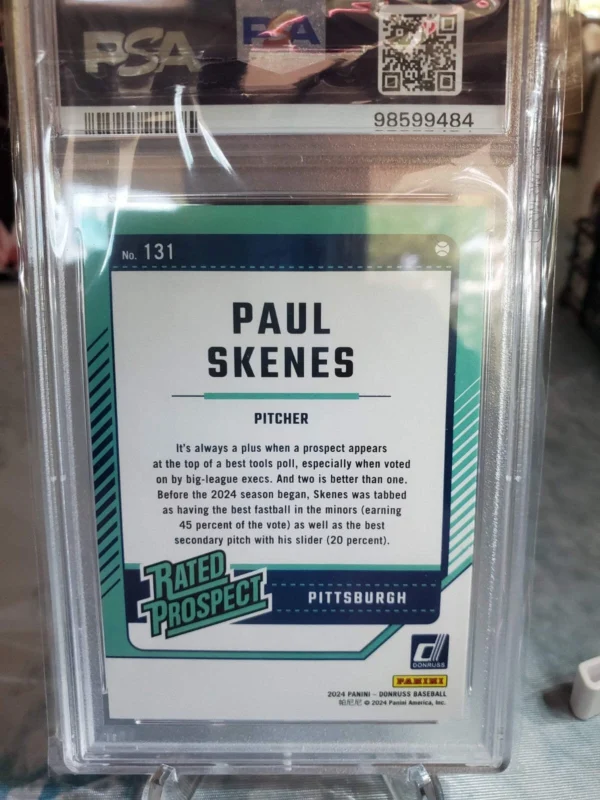 PSA
PSA
98599484
No. 131
PAUL
SKENES
PITCHER
It's always a plus when a prospect appears
at the top of a best tools poll, especially when voted
on by big-league execs. And two is better than one.
Before the 2024 season began, Skenes was tabbed
as having the best fastball in the minors (earning
45 percent of the vote) as well as the best
secondary pitch with his slider (20 percent).
RATED
PROSPECT
PITTSBURGH
DONRUSS
PANINI
2024 PANINI – DONRUSS BASEBALL
© 2024 Panini America, Inc.